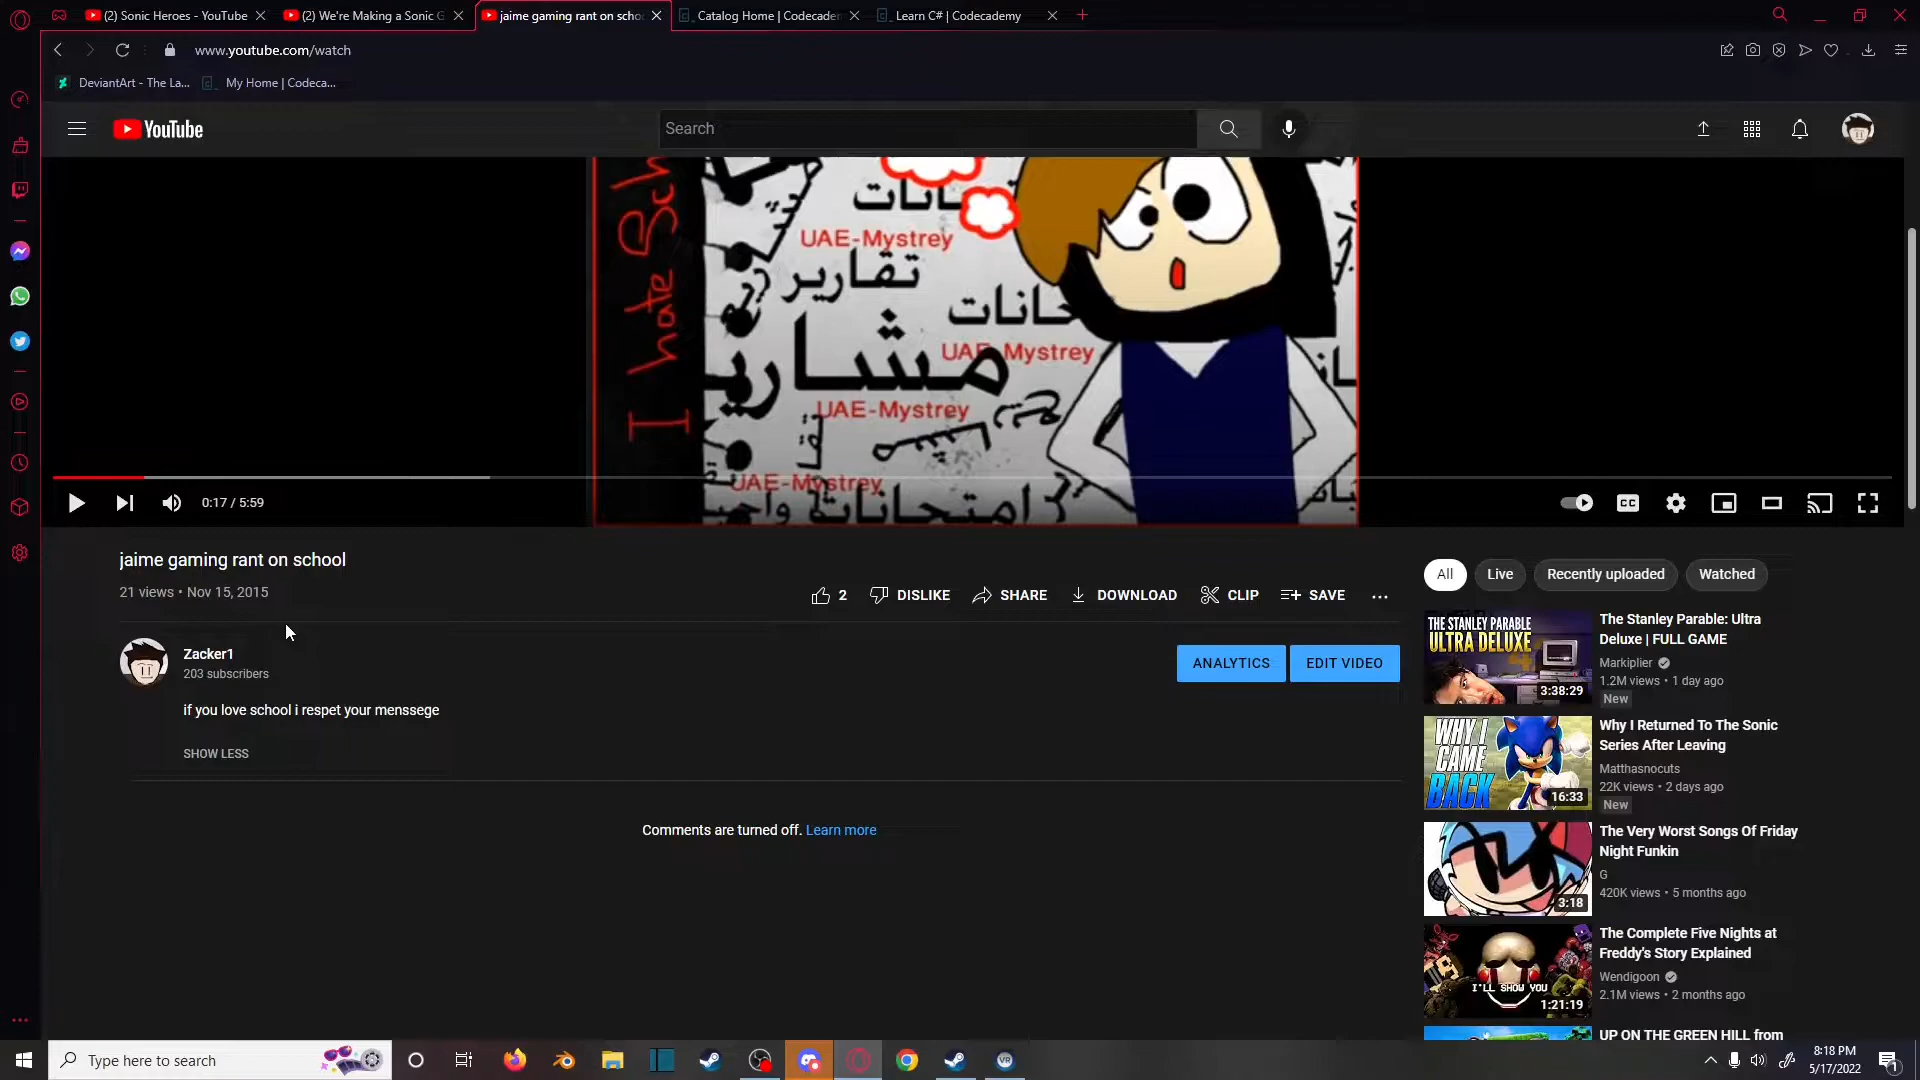 (2) Sonic Heroes - YouTube
(2) We're Making a Sonic G
jaime gaming rant on scho
Catalog Home | Codecader
Learn C# | Codecademy
www.youtube.com/watch
DeviantArt - The La...
My Home | Codeca...
YouTube
Search
I hate Sch
UAE-Mystrey
تقارير
UAE-Mystrey
مشاريع
UAE-Mystrey
UAE-Mystrey
امتحانات
0:17 / 5:59
CC
jaime gaming rant on school
21 views • Nov 15, 2015
2
DISLIKE
SHARE
DOWNLOAD
CLIP
SAVE
Zacker1
203 subscribers
ANALYTICS
EDIT VIDEO
if you love school i respet your menssege
SHOW LESS
Comments are turned off. Learn more
All
Live
Recently uploaded
Watched
THE STANLEY PARABLE
ULTRA DELUXE
3:38:29
The Stanley Parable: Ultra
Deluxe | FULL GAME
Markiplier
1.2M views • 1 day ago
New
WHY I
CAME
BACK
16:33
Why I Returned To The Sonic
Series After Leaving
Matthasnocuts
22K views • 2 days ago
New
3:18
The Very Worst Songs Of Friday
Night Funkin
G
420K views • 5 months ago
I'LL SHOW YOU
1:21:19
The Complete Five Nights at
Freddy's Story Explained
Wendigoon
2.1M views • 2 months ago
UP ON THE GREEN HILL from
Type here to search
VR
8:18 PM
5/17/2022
1